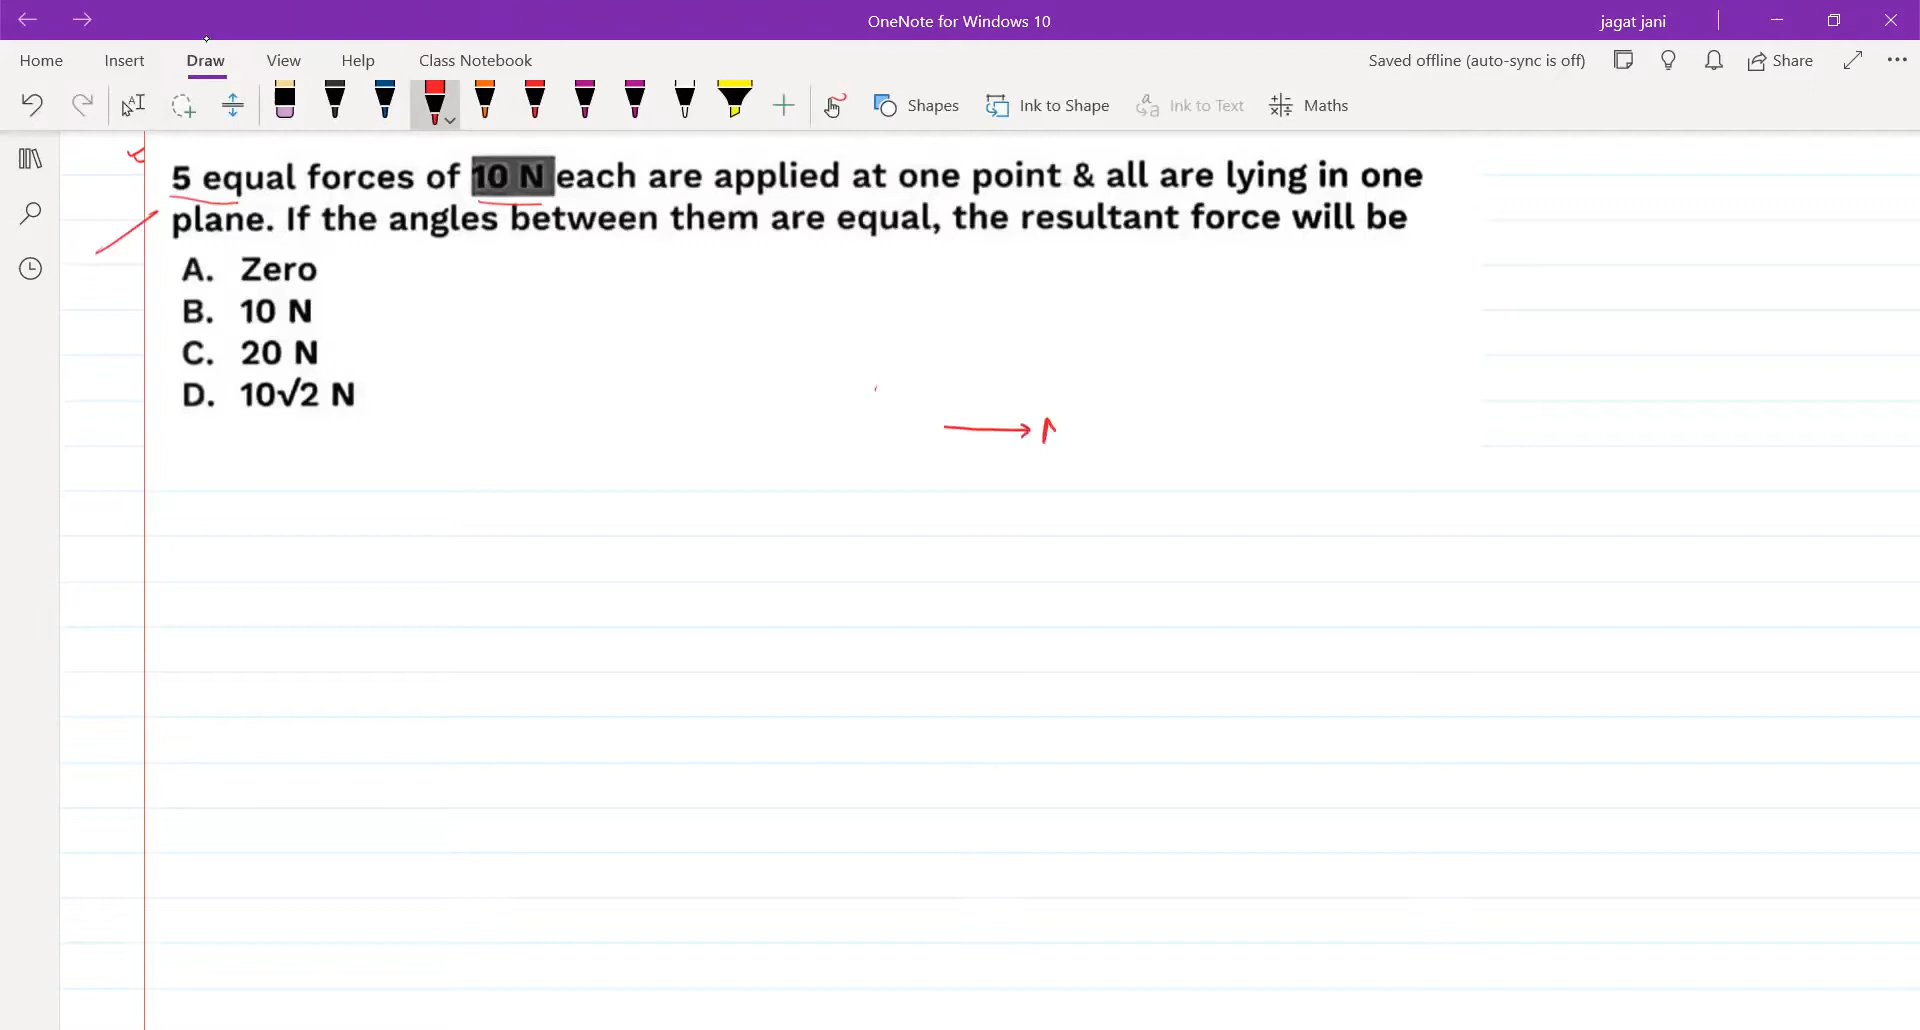 OneNote for Windows 10
jagat jani
Home Insert Draw View Help Class Notebook
Saved offline (auto-sync is off)
Share
Shapes Ink to Shape Ink to Text Maths
5 equal forces of 10 N each are applied at one point & all are lying in one
plane. If the angles between them are equal, the resultant force will be
A. Zero
B. 10 N
C. 20 N
D. 10√2 N